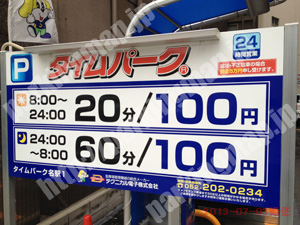 P タイムパーク®
24
時間営業
8:00～
24:00
20分/100円
24:00
～8:00
60分/100円
タイムパーク名駅1
テクニカル電子株式会社
052-202-0234